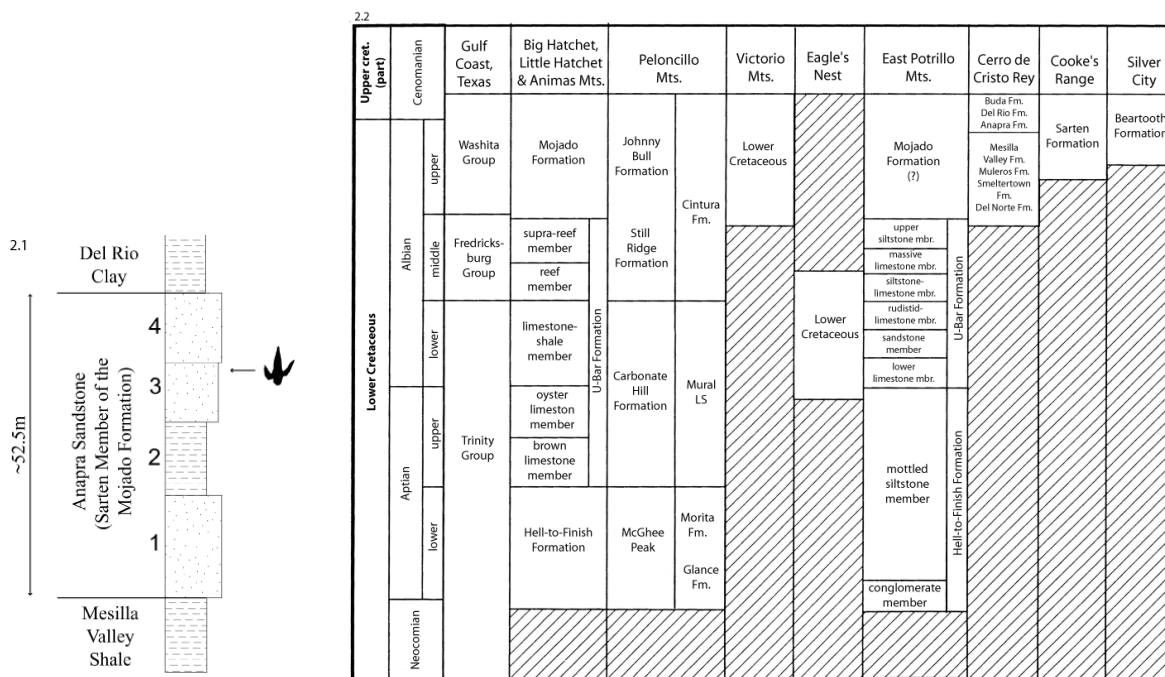 2.1
Del Rio
Clay
4
3
2
1
~52.5m
Anapra Sandstone
(Sarten Member of the
Mojado Formation)
Mesilla
Valley
Shale
2.2
Upper cret.
(part)
Cenomanian
Gulf
Coast,
Texas
Big Hatchet,
Little Hatchet
& Animas Mts.
Peloncillo
Mts.
Victorio
Mts.
Eagle's
Nest
East Potrillo
Mts.
Cerro de
Cristo Rey
Cooke's
Range
Silver
City
Lower Cretaceous
Albian
upper
middle
lower
Aptian
upper
lower
Neocomian
Washita
Group
Fredricks-
burg
Group
Trinity
Group
Mojado
Formation
supra-reef
member
reef
member
limestone-
shale
member
oyster
limeston
member
brown
limestone
member
U-Bar Formation
Hell-to-Finish
Formation
Johnny
Bull
Formation
Still
Ridge
Formation
Carbonate
Hill
Formation
McGhee
Peak
Cintura
Fm.
Mural
LS
Morita
Fm.
Glance
Fm.
Lower
Cretaceous
Lower
Cretaceous
Mojado
Formation
(?)
upper
siltstone mbr.
massive
limestone mbr.
siltstone-
limestone mbr.
rudistid-
limestone mbr.
sandstone
member
lower
limestone mbr.
U-Bar Formation
mottled
siltstone
member
conglomerate
member
Hell-to-Finish Formation
Buda Fm.
Del Rio Fm.
Anapra Fm.
Mesilla
Valley Fm.
Muleros Fm.
Smeltertown
Fm.
Del Norte Fm.
Sarten
Formation
Beartooth
Formation